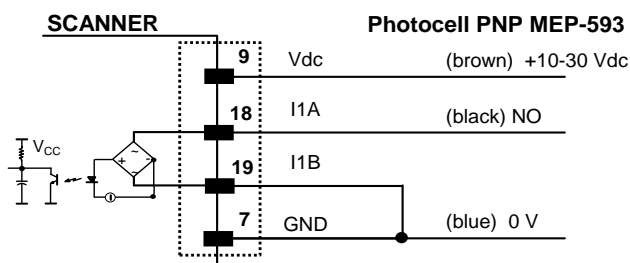 SCANNER Photocell PNP MEP-593
9 Vdc (brown) +10-30 Vdc
18 I1A (black) NO
VCC
19 I1B
7 GND (blue) 0 V